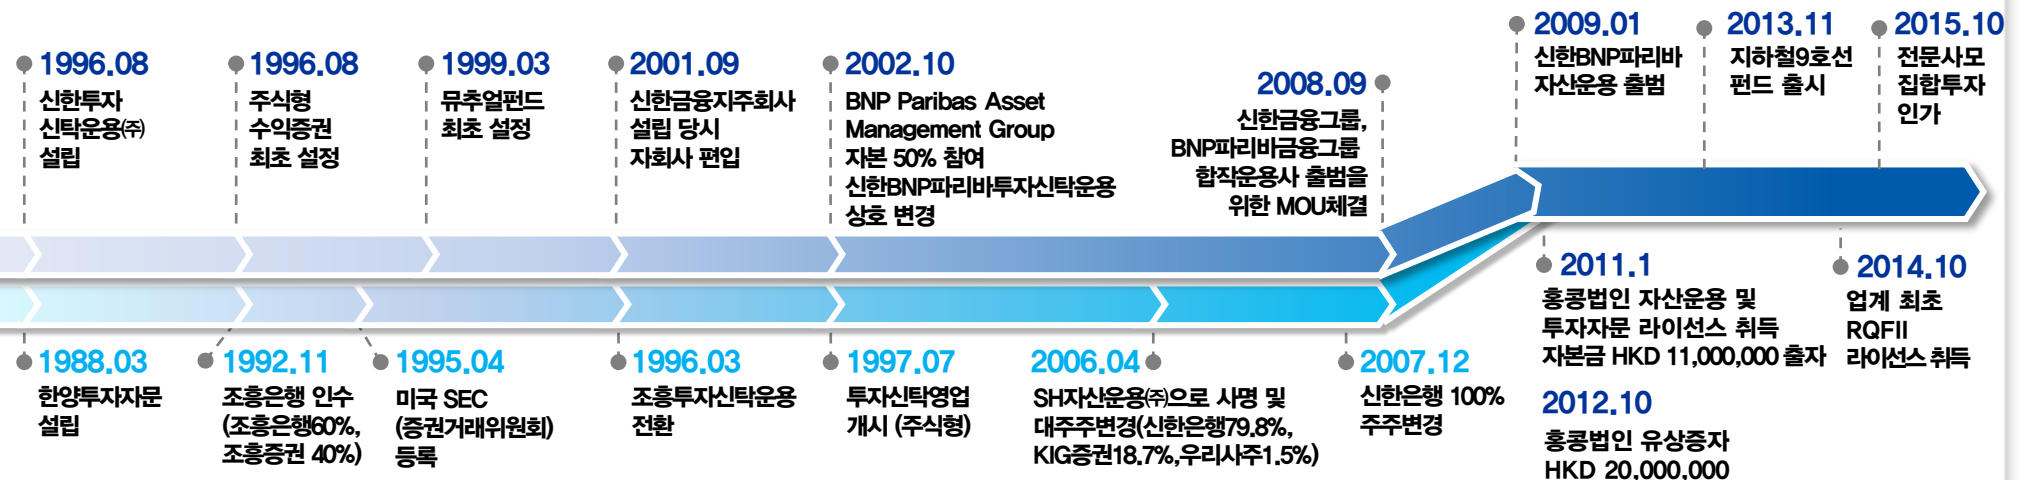 1996.08
신한투자
신탁운용㈜
설립
1996.08
주식형
수익증권
최초 설정
1999.03
뮤추얼펀드
최초 설정
2001.09
신한금융지주회사
설립 당시
자회사 편입
2002.10
BNP Paribas Asset
Management Group
자본 50% 참여
신한BNP파리바투자신탁운용
상호 변경
2008.09
신한금융그룹,
BNP파리바금융그룹
합작운용사 출범을
위한 MOU체결
2009.01
신한BNP파리바
자산운용 출범
2013.11
지하철9호선
펀드 출시
2015.10
전문사모
집합투자
인가
1988.03
한양투자자문
설립
1992.11
조흥은행 인수
(조흥은행60%,
조흥증권 40%)
1995.04
미국 SEC
(증권거래위원회)
등록
1996.03
조흥투자신탁운용
전환
1997.07
투자신탁영업
개시 (주식형)
2006.04
SH자산운용㈜으로 사명 및
대주주변경(신한은행79.8%,
KIG증권18.7%,우리사주1.5%)
2007.12
신한은행 100%
주주변경
2011.1
홍콩법인 자산운용 및
투자자문 라이선스 취득
자본금 HKD 11,000,000 출자
2012.10
홍콩법인 유상증자
HKD 20,000,000
2014.10
업계 최초
RQFII
라이선스 취득